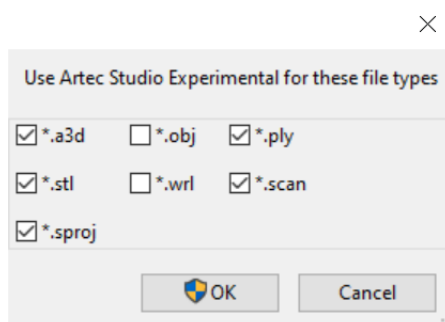 Use Artec Studio Experimental for these file types
*.a3d *.obj *.ply
*.stl *.wrl *.scan
*.sproj
OK Cancel